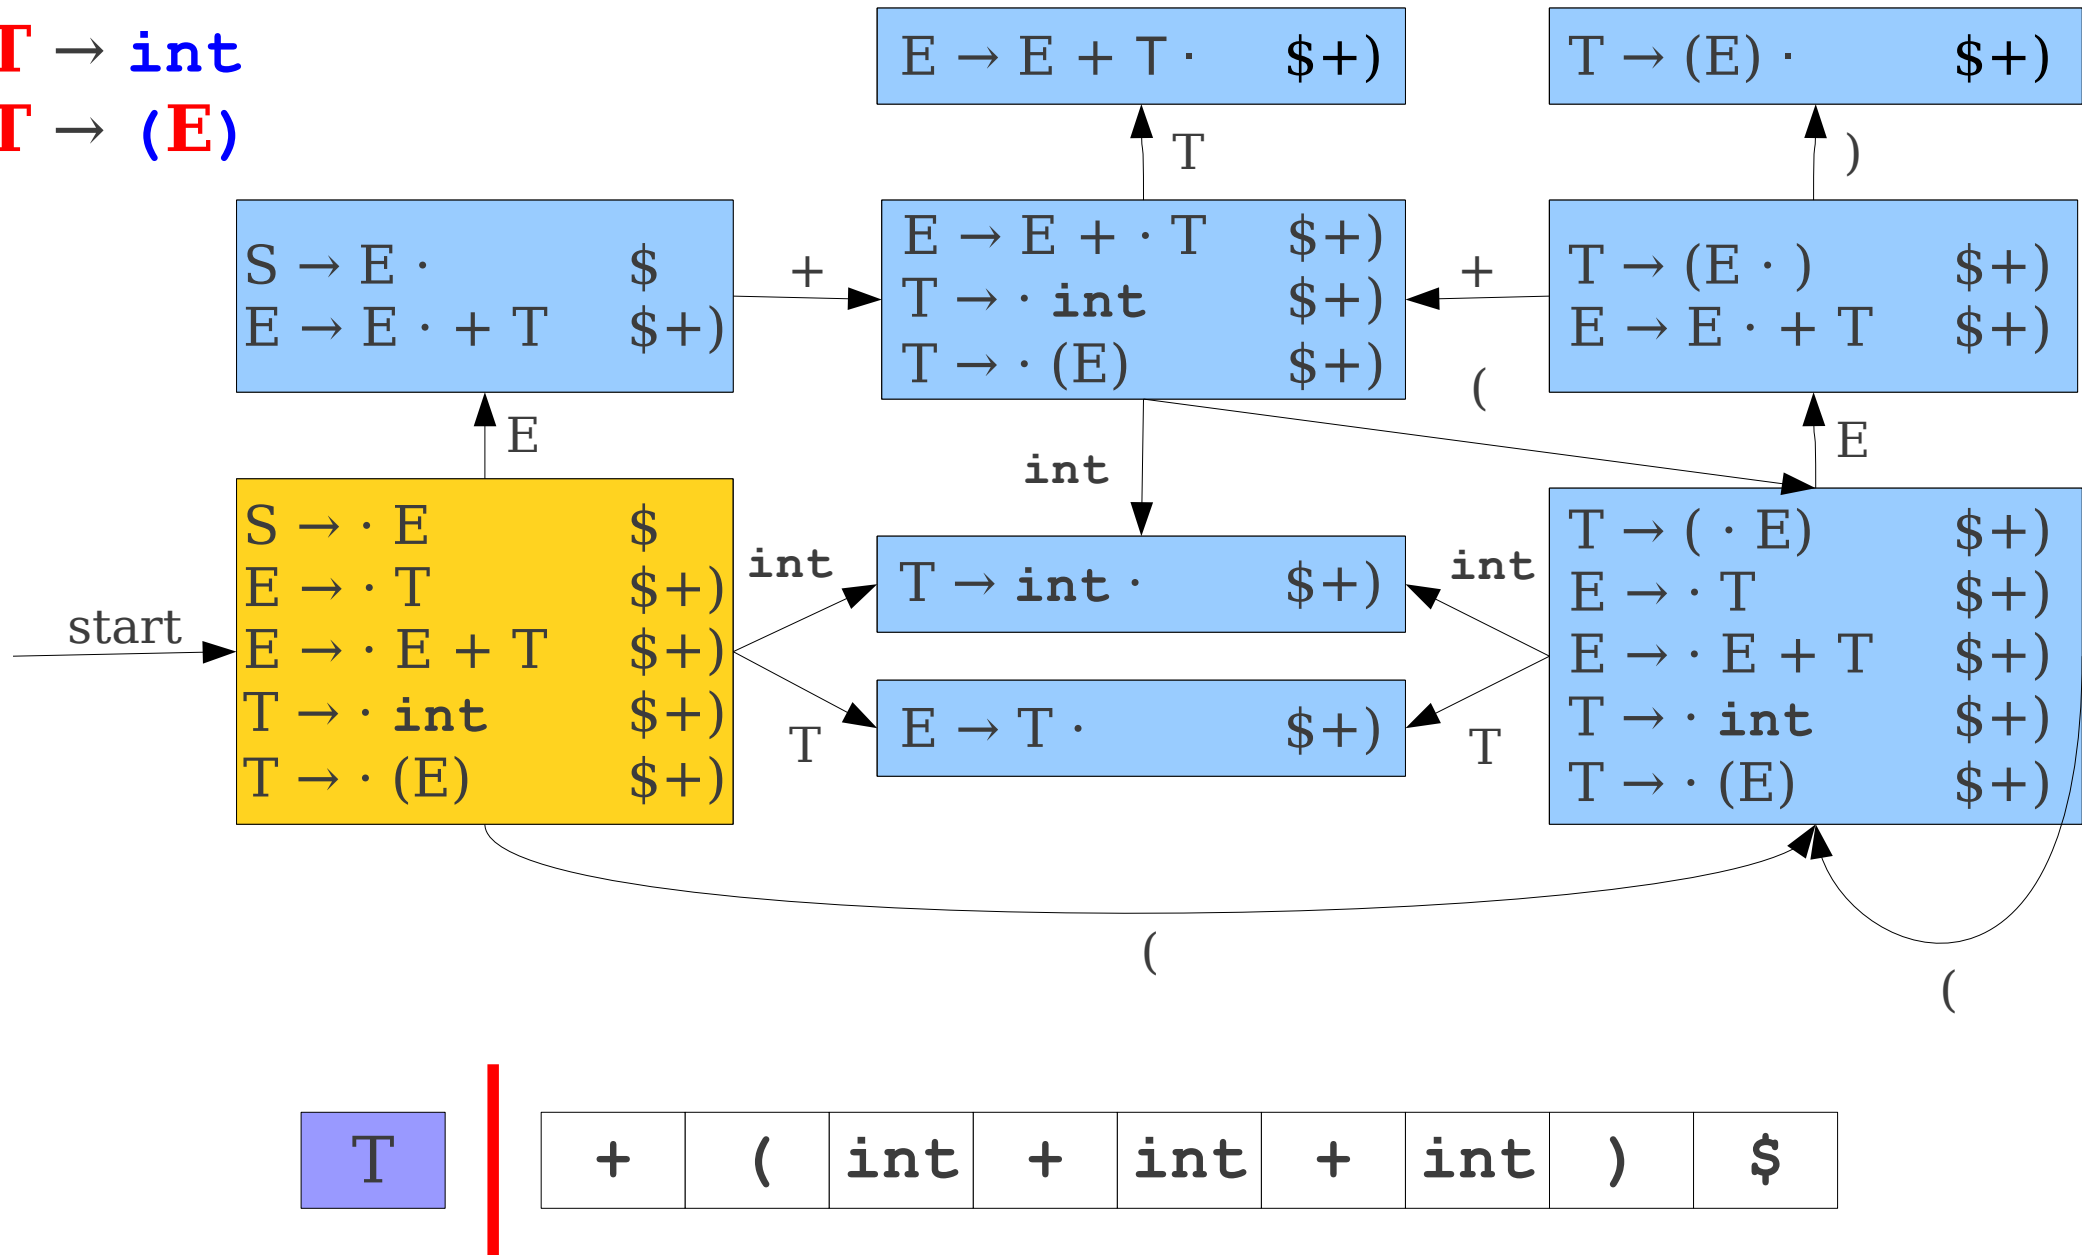 T → int
T → (E)
E → E + T · $+)
T → (E) · $+)
T
)
S → E · $
E → E · + T $+)
+
E → E + · T $+)
T → · int $+)
T → · (E) $+)
+
T → (E · ) $+)
E → E · + T $+)
(
E
int
E
S → · E $
E → · T $+)
E → · E + T $+)
T → · int $+)
T → · (E) $+)
start
int
T → int · $+)
int
T
E → T · $+)
T
T → ( · E) $+)
E → · T $+)
E → · E + T $+)
T → · int $+)
T → · (E) $+)
(
(
T + ( int + int + int ) $